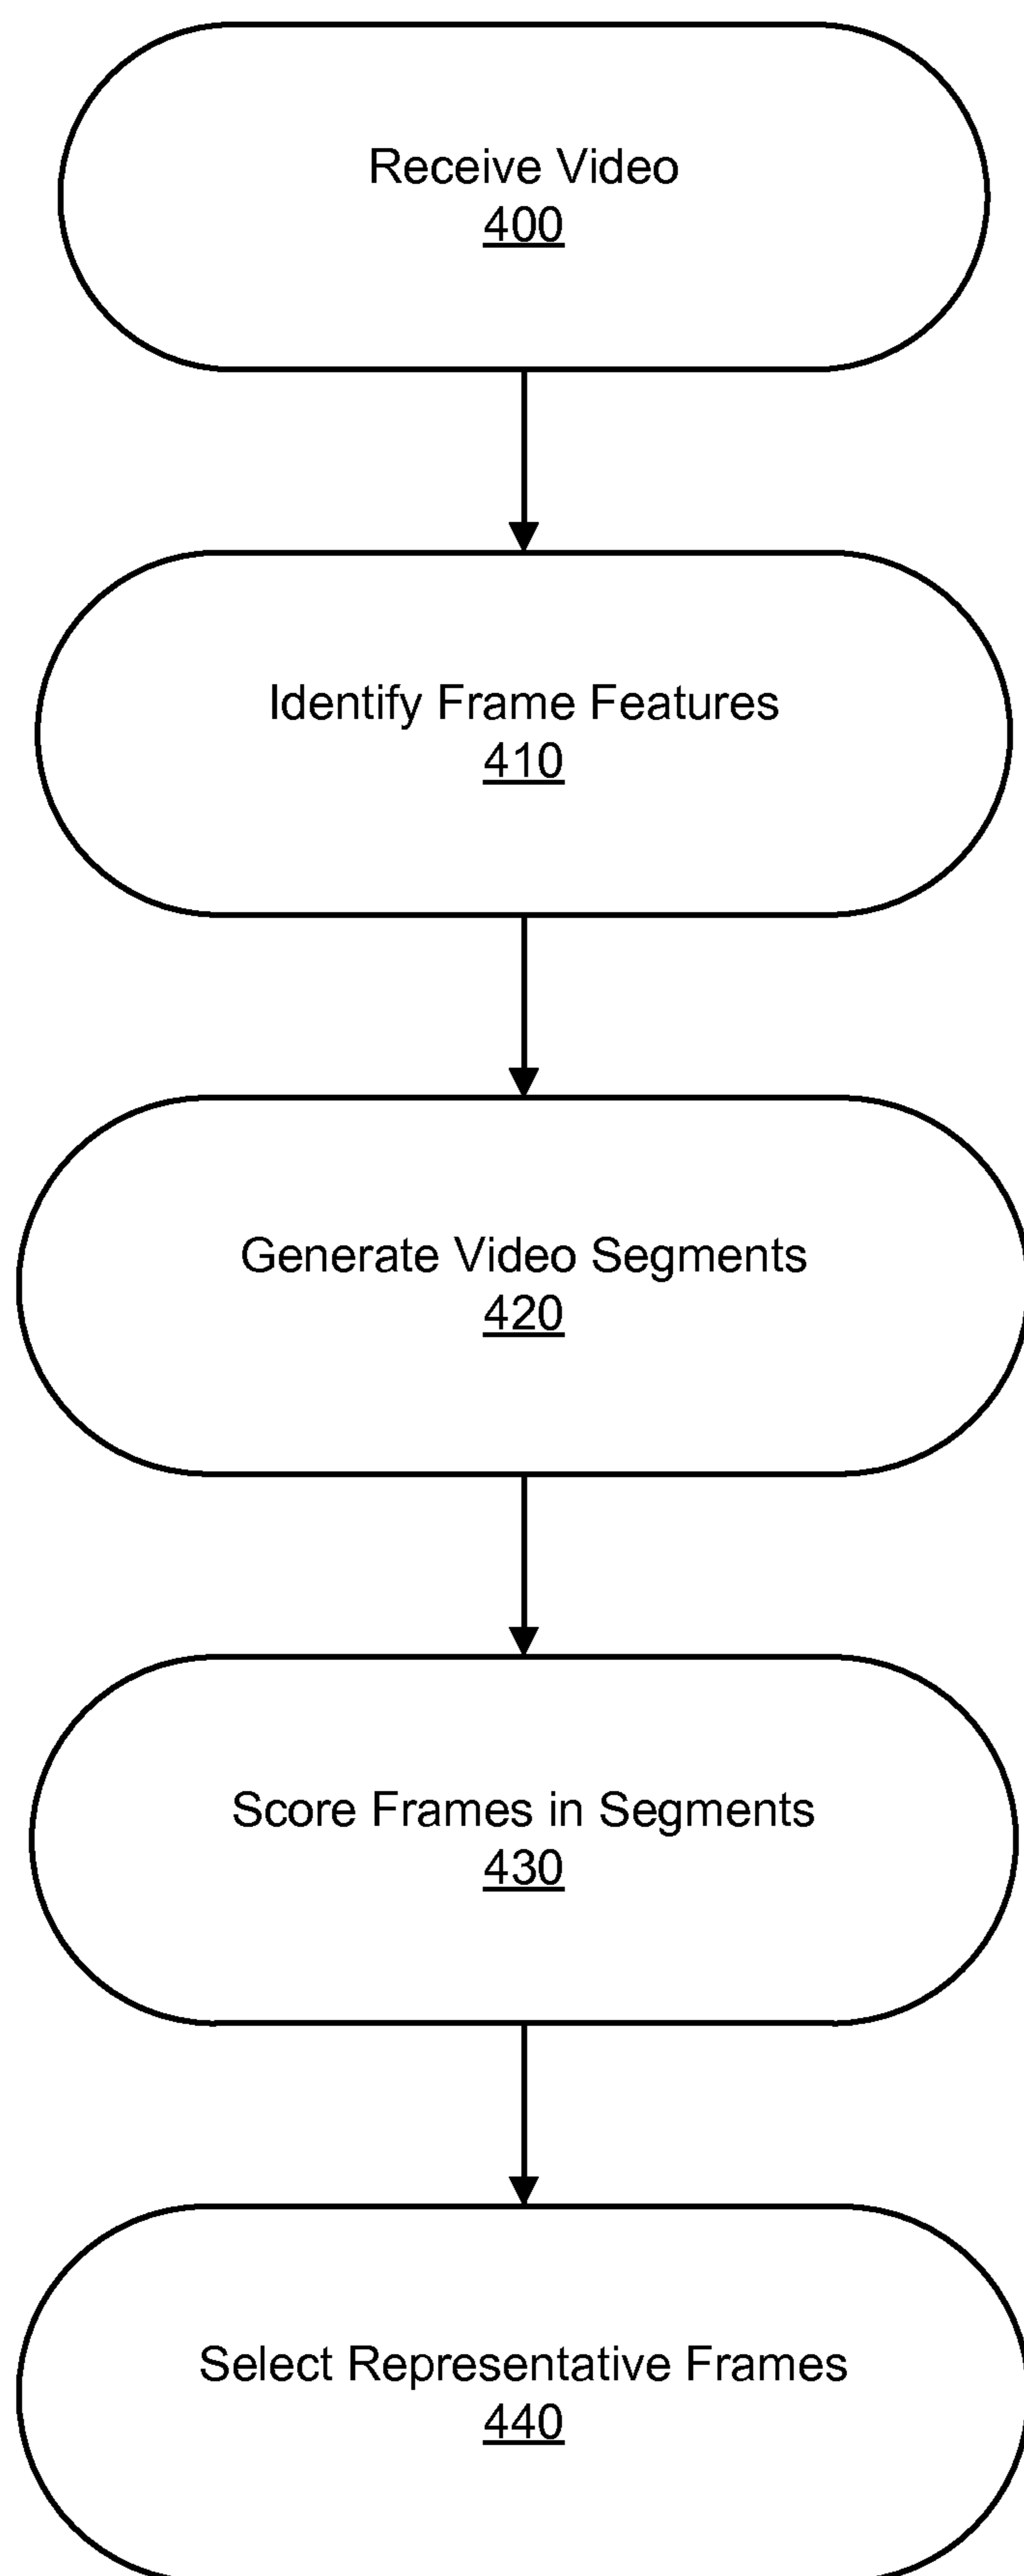 Receive Video
400
Identify Frame Features
410
Generate Video Segments
420
Score Frames in Segments
430
Select Representative Frames
440